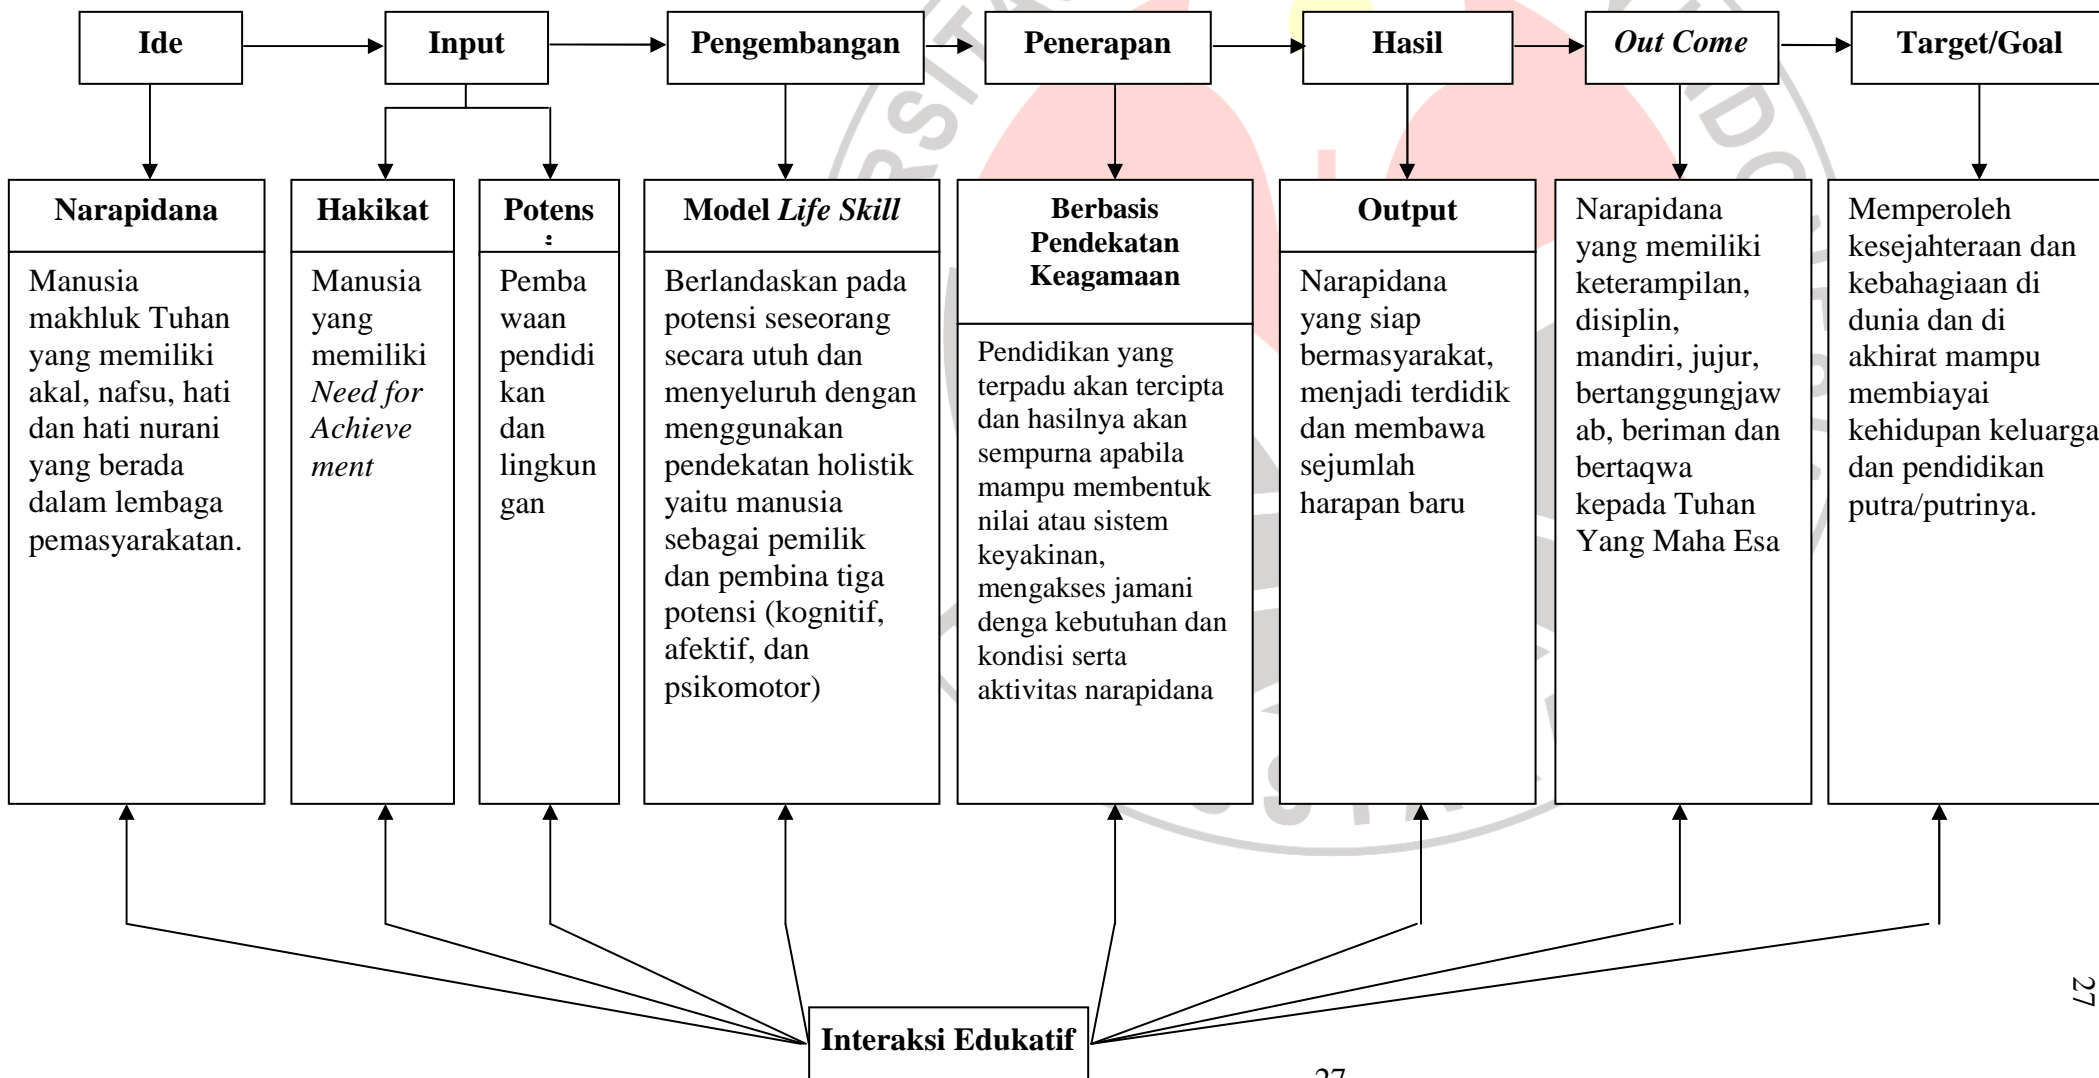 Ide
Input
Pengembangan
Penerapan
Hasil
Out Come
Target/Goal
Narapidana
Manusia
makhluk Tuhan
yang memiliki
akal, nafsu, hati
dan hati nurani
yang berada
dalam lembaga
pemasyarakatan.
Hakikat
Manusia
yang
memiliki
Need for
Achieve
ment
Potens
Pemba
waan
pendidi
kan
dan
lingkun
gan
Model Life Skill
Berlandaskan pada
potensi seseorang
secara utuh dan
menyeluruh dengan
menggunakan
pendekatan holistik
yaitu manusia
sebagai pemilik
dan pembina tiga
potensi (kognitif,
afektif, dan
psikomotor)
Berbasis
Pendekatan
Keagamaan
Pendidikan yang
terpadu akan tercipta
dan hasilnya akan
sempurna apabila
mampu membentuk
nilai atau sistem
keyakinan,
mengakses jamani
denga kebutuhan dan
kondisi serta
aktivitas narapidana
Output
Narapidana
yang siap
bermasyarakat,
menjadi terdidik
dan membawa
sejumlah
harapan baru
Narapidana
yang memiliki
keterampilan,
disiplin,
mandiri, jujur,
bertanggungjaw
ab, beriman dan
bertaqwa
kepada Tuhan
Yang Maha Esa
Memperoleh
kesejahteraan dan
kebahagiaan di
dunia dan di
akhirat mampu
membiayai
kehidupan keluarga
dan pendidikan
putra/putrinya.
Interaksi Edukatif
27
27